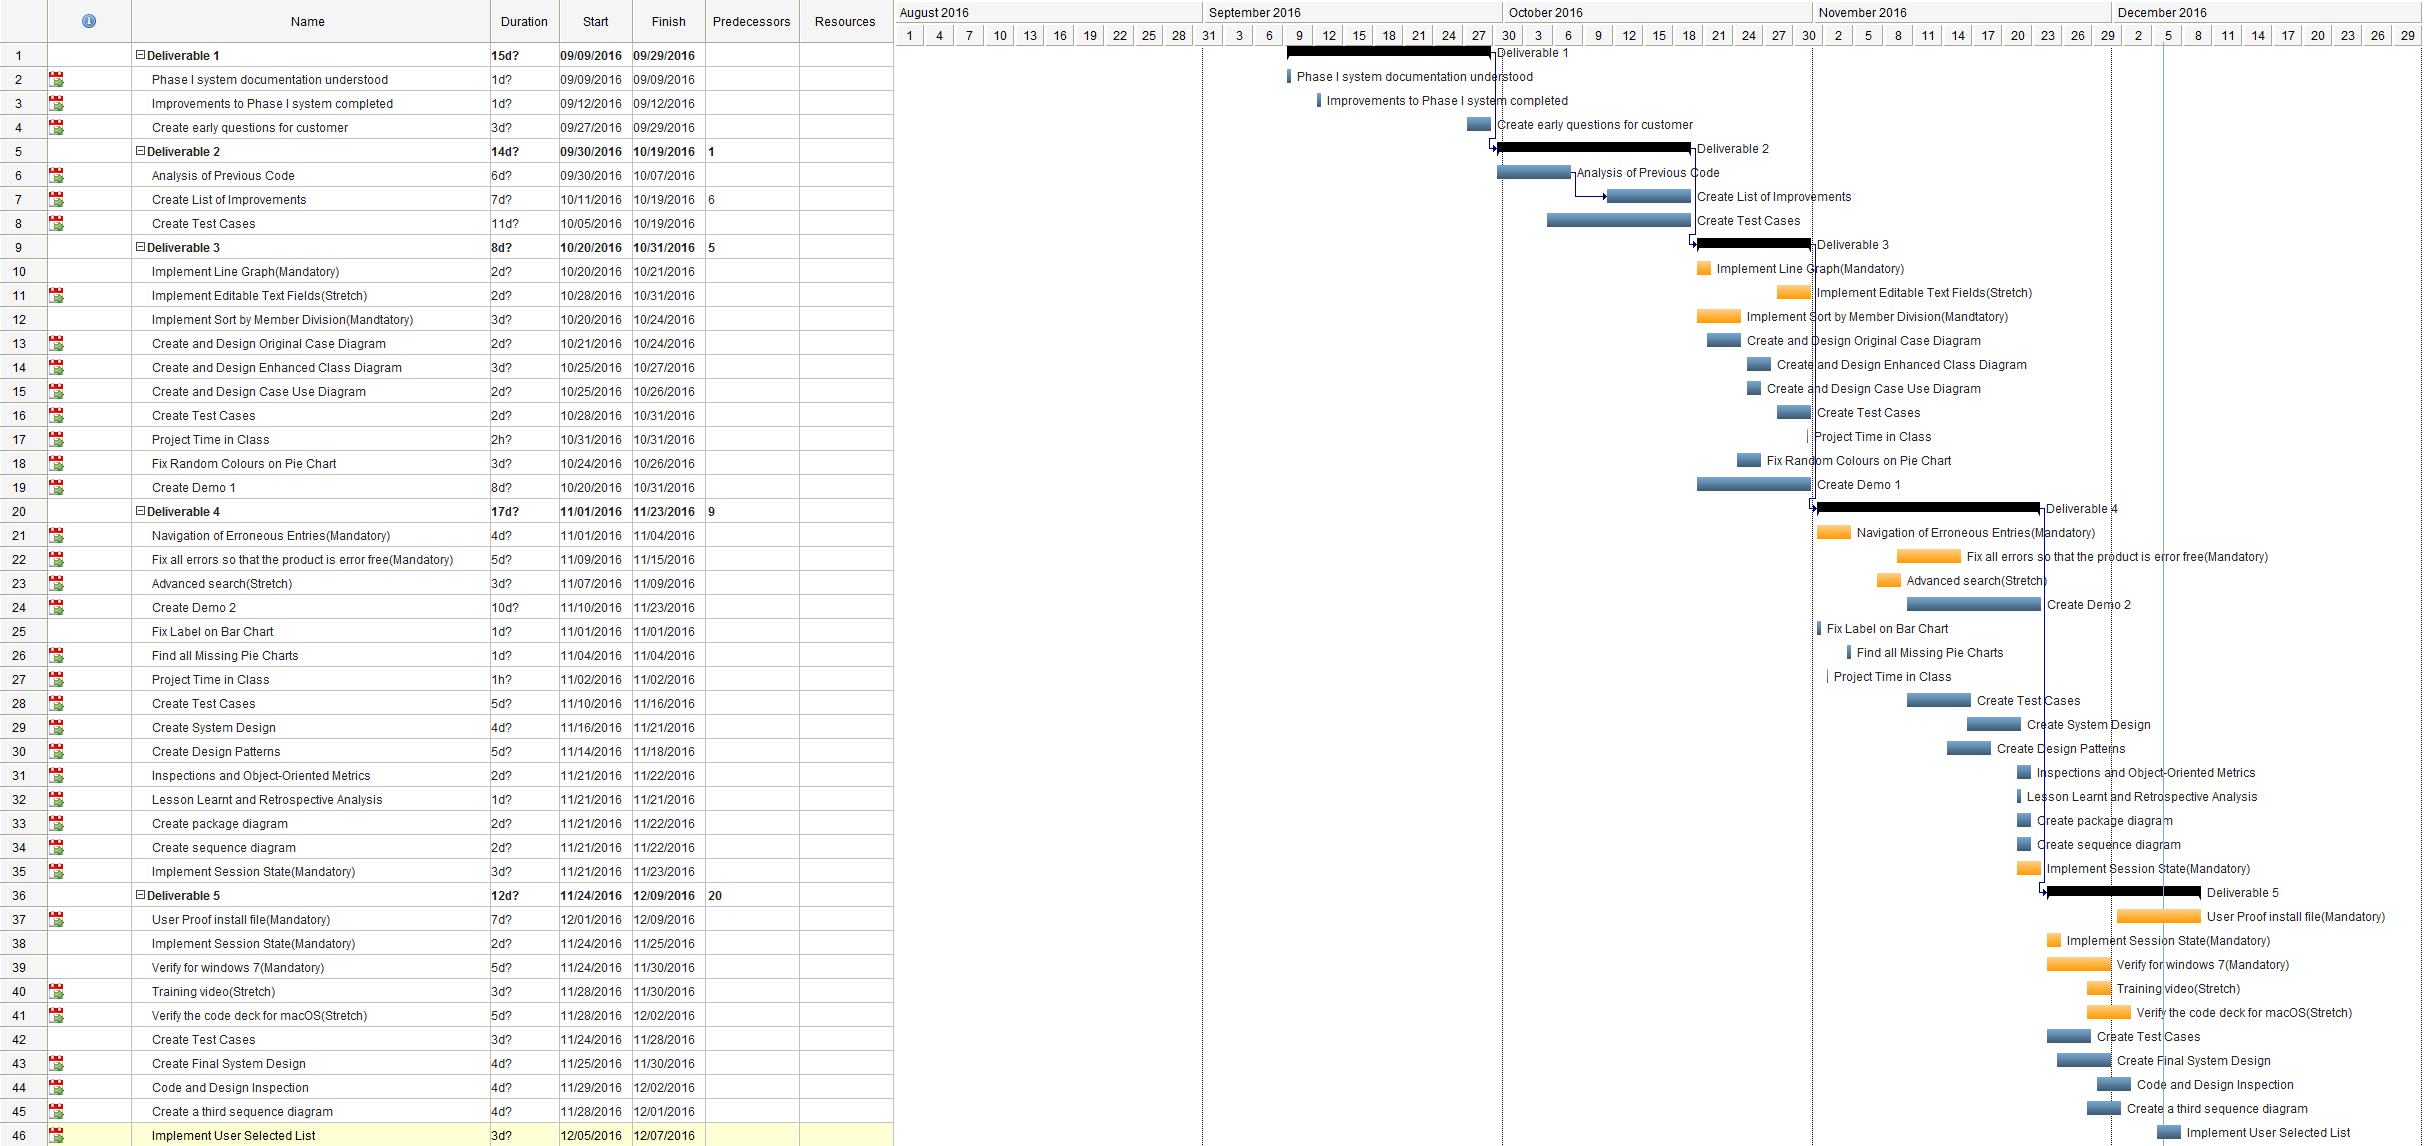 Name Duration Start Finish Predecessors Resources
August 2016 September 2016 October 2016 November 2016 December 2016
1 4 7 10 13 16 19 22 25 28 31 3 6 9 12 15 18 21 24 27 30 3 6 9 12 15 18 21 24 27 30 2 5 8 11 14 17 20 23 26 29 2 5 8 11 14 17 20 23 26 29
1 Deliverable 1 15d? 09/09/2016 09/29/2016 Deliverable 1
2 Phase I system documentation understood 1d? 09/09/2016 09/09/2016 Phase I system documentation understood
3 Improvements to Phase I system completed 1d? 09/12/2016 09/12/2016 Improvements to Phase I system completed
4 Create early questions for customer 3d? 09/27/2016 09/29/2016 Create early questions for customer
5 Deliverable 2 14d? 09/30/2016 10/19/2016 1 Deliverable 2
6 Analysis of Previous Code 6d? 09/30/2016 10/07/2016 Analysis of Previous Code
7 Create List of Improvements 7d? 10/11/2016 10/19/2016 6 Create List of Improvements
8 Create Test Cases 11d? 10/05/2016 10/19/2016 Create Test Cases
9 Deliverable 3 8d? 10/20/2016 10/31/2016 5 Deliverable 3
10 Implement Line Graph(Mandatory) 2d? 10/20/2016 10/21/2016 Implement Line Graph(Mandatory)
11 Implement Editable Text Fields(Stretch) 2d? 10/28/2016 10/31/2016 Implement Editable Text Fields(Stretch)
12 Implement Sort by Member Division(Mandtatory) 3d? 10/20/2016 10/24/2016 Implement Sort by Member Division(Mandtatory)
13 Create and Design Original Case Diagram 2d? 10/21/2016 10/24/2016 Create and Design Original Case Diagram
14 Create and Design Enhanced Class Diagram 3d? 10/25/2016 10/27/2016 Create and Design Enhanced Class Diagram
15 Create and Design Case Use Diagram 2d? 10/25/2016 10/26/2016 Create and Design Case Use Diagram
16 Create Test Cases 2d? 10/28/2016 10/31/2016 Create Test Cases
17 Project Time in Class 2h? 10/31/2016 10/31/2016 Project Time in Class
18 Fix Random Colours on Pie Chart 3d? 10/24/2016 10/26/2016 Fix Random Colours on Pie Chart
19 Create Demo 1 8d? 10/20/2016 10/31/2016 Create Demo 1
20 Deliverable 4 17d? 11/01/2016 11/23/2016 9 Deliverable 4
21 Navigation of Erroneous Entries(Mandatory) 4d? 11/01/2016 11/04/2016 Navigation of Erroneous Entries(Mandatory)
22 Fix all errors so that the product is error free(Mandatory) 5d? 11/09/2016 11/15/2016 Fix all errors so that the product is error free(Mandatory)
23 Advanced search(Stretch) 3d? 11/07/2016 11/09/2016 Advanced search(Stretch)
24 Create Demo 2 10d? 11/10/2016 11/23/2016 Create Demo 2
25 Fix Label on Bar Chart 1d? 11/01/2016 11/01/2016 Fix Label on Bar Chart
26 Find all Missing Pie Charts 1d? 11/04/2016 11/04/2016 Find all Missing Pie Charts
27 Project Time in Class 1h? 11/02/2016 11/02/2016 Project Time in Class
28 Create Test Cases 5d? 11/10/2016 11/16/2016 Create Test Cases
29 Create System Design 4d? 11/16/2016 11/21/2016 Create System Design
30 Create Design Patterns 5d? 11/14/2016 11/18/2016 Create Design Patterns
31 Inspections and Object-Oriented Metrics 2d? 11/21/2016 11/22/2016 Inspections and Object-Oriented Metrics
32 Lesson Learnt and Retrospective Analysis 1d? 11/21/2016 11/21/2016 Lesson Learnt and Retrospective Analysis
33 Create package diagram 2d? 11/21/2016 11/22/2016 Create package diagram
34 Create sequence diagram 2d? 11/21/2016 11/22/2016 Create sequence diagram
35 Implement Session State(Mandatory) 3d? 11/21/2016 11/23/2016 Implement Session State(Mandatory)
36 Deliverable 5 12d? 11/24/2016 12/09/2016 20 Deliverable 5
37 User Proof install file(Mandatory) 7d? 12/01/2016 12/09/2016 User Proof install file(Mandatory)
38 Implement Session State(Mandatory) 2d? 11/24/2016 11/25/2016 Implement Session State(Mandatory)
39 Verify for windows 7(Mandatory) 5d? 11/24/2016 11/30/2016 Verify for windows 7(Mandatory)
40 Training video(Stretch) 3d? 11/28/2016 11/30/2016 Training video(Stretch)
41 Verify the code deck for macOS(Stretch) 5d? 11/28/2016 12/02/2016 Verify the code deck for macOS(Stretch)
42 Create Test Cases 3d? 11/24/2016 11/28/2016 Create Test Cases
43 Create Final System Design 4d? 11/25/2016 11/30/2016 Create Final System Design
44 Code and Design Inspection 4d? 11/29/2016 12/02/2016 Code and Design Inspection
45 Create a third sequence diagram 4d? 11/28/2016 12/01/2016 Create a third sequence diagram
46 Implement User Selected List 3d? 12/05/2016 12/07/2016 Implement User Selected List